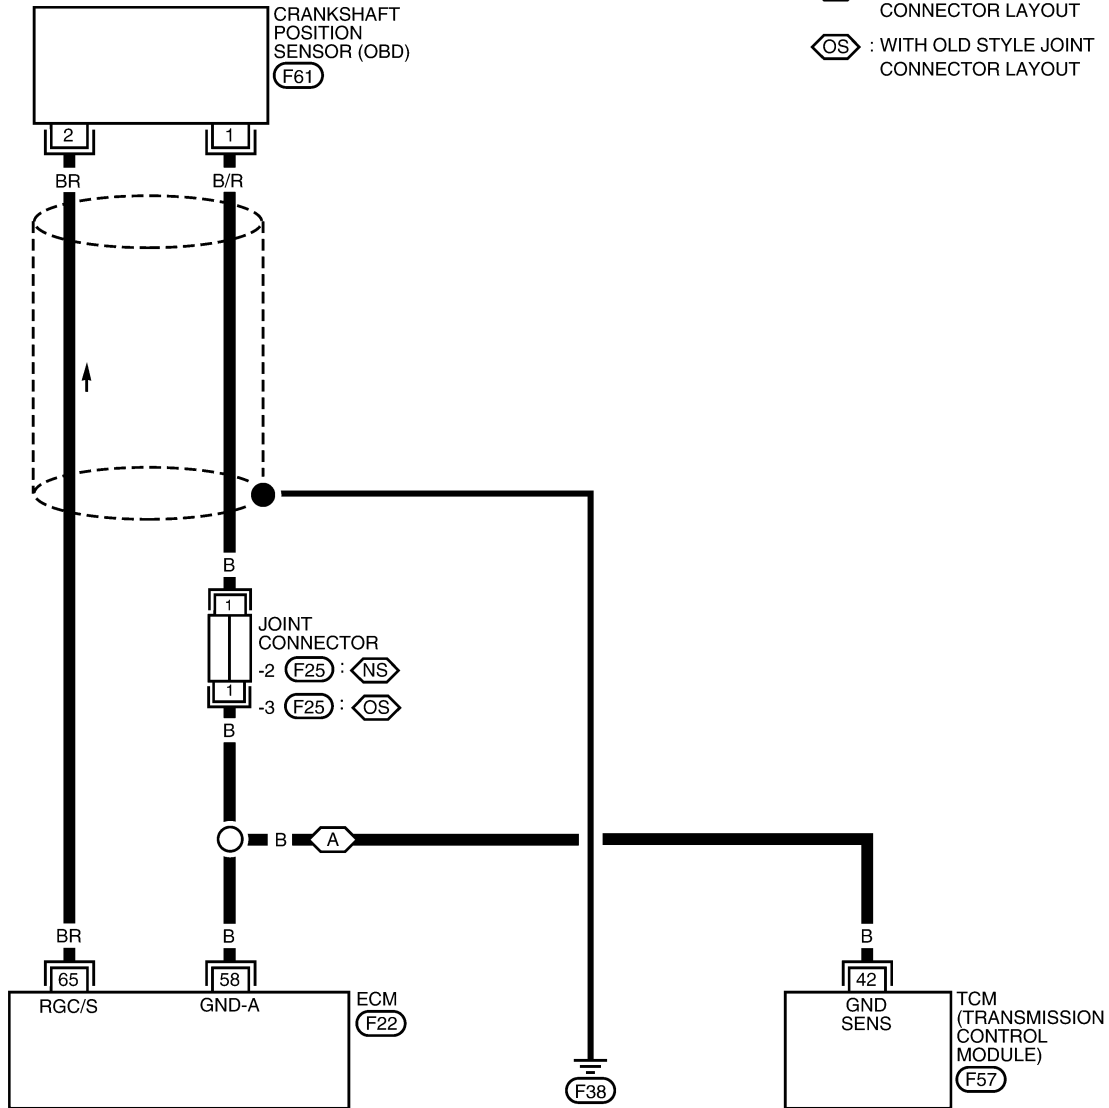 CRANKSHAFT
POSITION
SENSOR (OBD)
F61
CONNECTOR LAYOUT
OS : WITH OLD STYLE JOINT
CONNECTOR LAYOUT
2
1
BR
B/R
B
1
JOINT
CONNECTOR
-2 F25 : NS
1
-3 F25 : OS
B
B
A
BR
B
B
65
58
42
RGC/S
GND-A
ECM
F22
GND
SENS
TCM
(TRANSMISSION
CONTROL
MODULE)
F57
F38